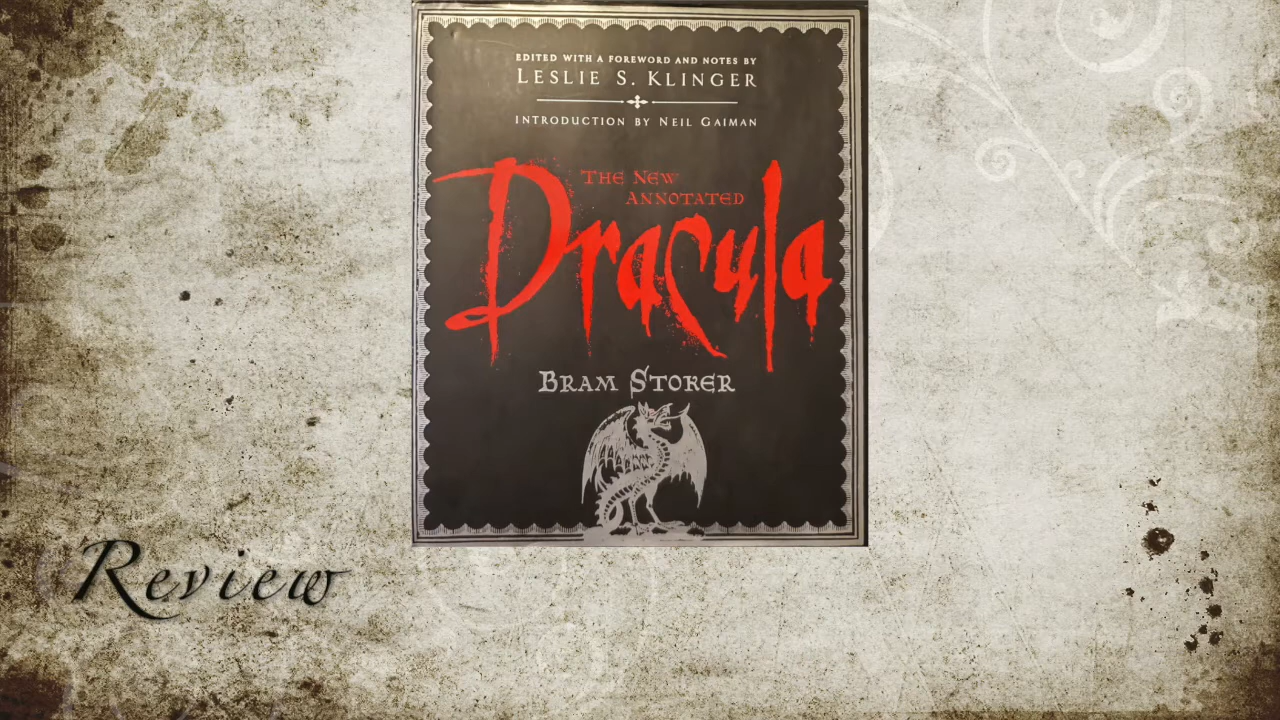 EDITED WITH A FOREWORD AND NOTES BY
LESLIE S. KLINGER
INTRODUCTION BY NEIL GAIMAN
THE NEW
ANNOTATED
Dracula
BRAM STOKER
Review